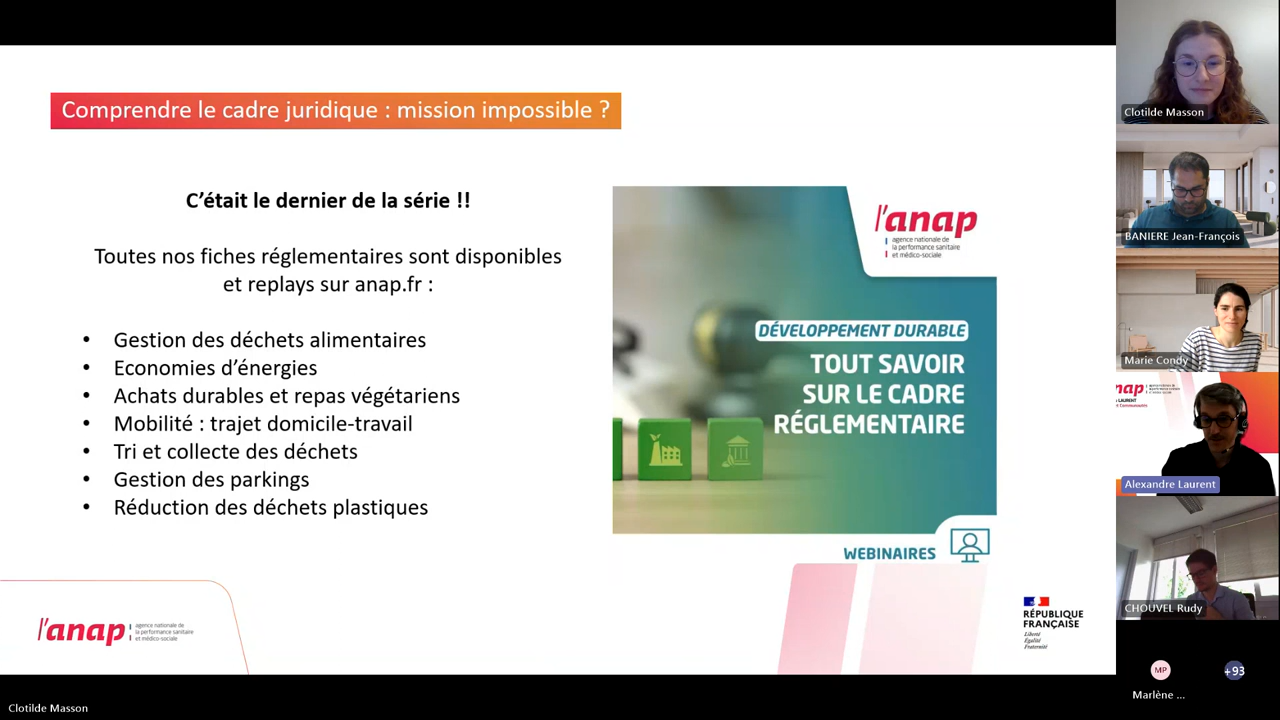 Comprendre le cadre juridique : mission impossible ?
C'était le dernier de la série !!
Toutes nos fiches réglementaires sont disponibles
et replays sur anap.fr :
• Gestion des déchets alimentaires
• Economies d'énergies
• Achats durables et repas végétariens
• Mobilité : trajet domicile-travail
• Tri et collecte des déchets
• Gestion des parkings
• Réduction des déchets plastiques
l'anap
agence nationale de
la performance sanitaire
et médico-sociale
DÉVELOPPEMENT DURABLE
TOUT SAVOIR
SUR LE CADRE
RÉGLEMENTAIRE
WEBINAIRES
l'anap
agence nationale de
la performance sanitaire
et médico-sociale
RÉPUBLIQUE
FRANÇAISE
Liberté
Égalité
Fraternité
Clotilde Masson
Clotilde Masson
BANIERE Jean-François
Marie Condy
nap
LAURENT
Alexandre Laurent
CHOUVEL Rudy
MP
+93
Marlène ...